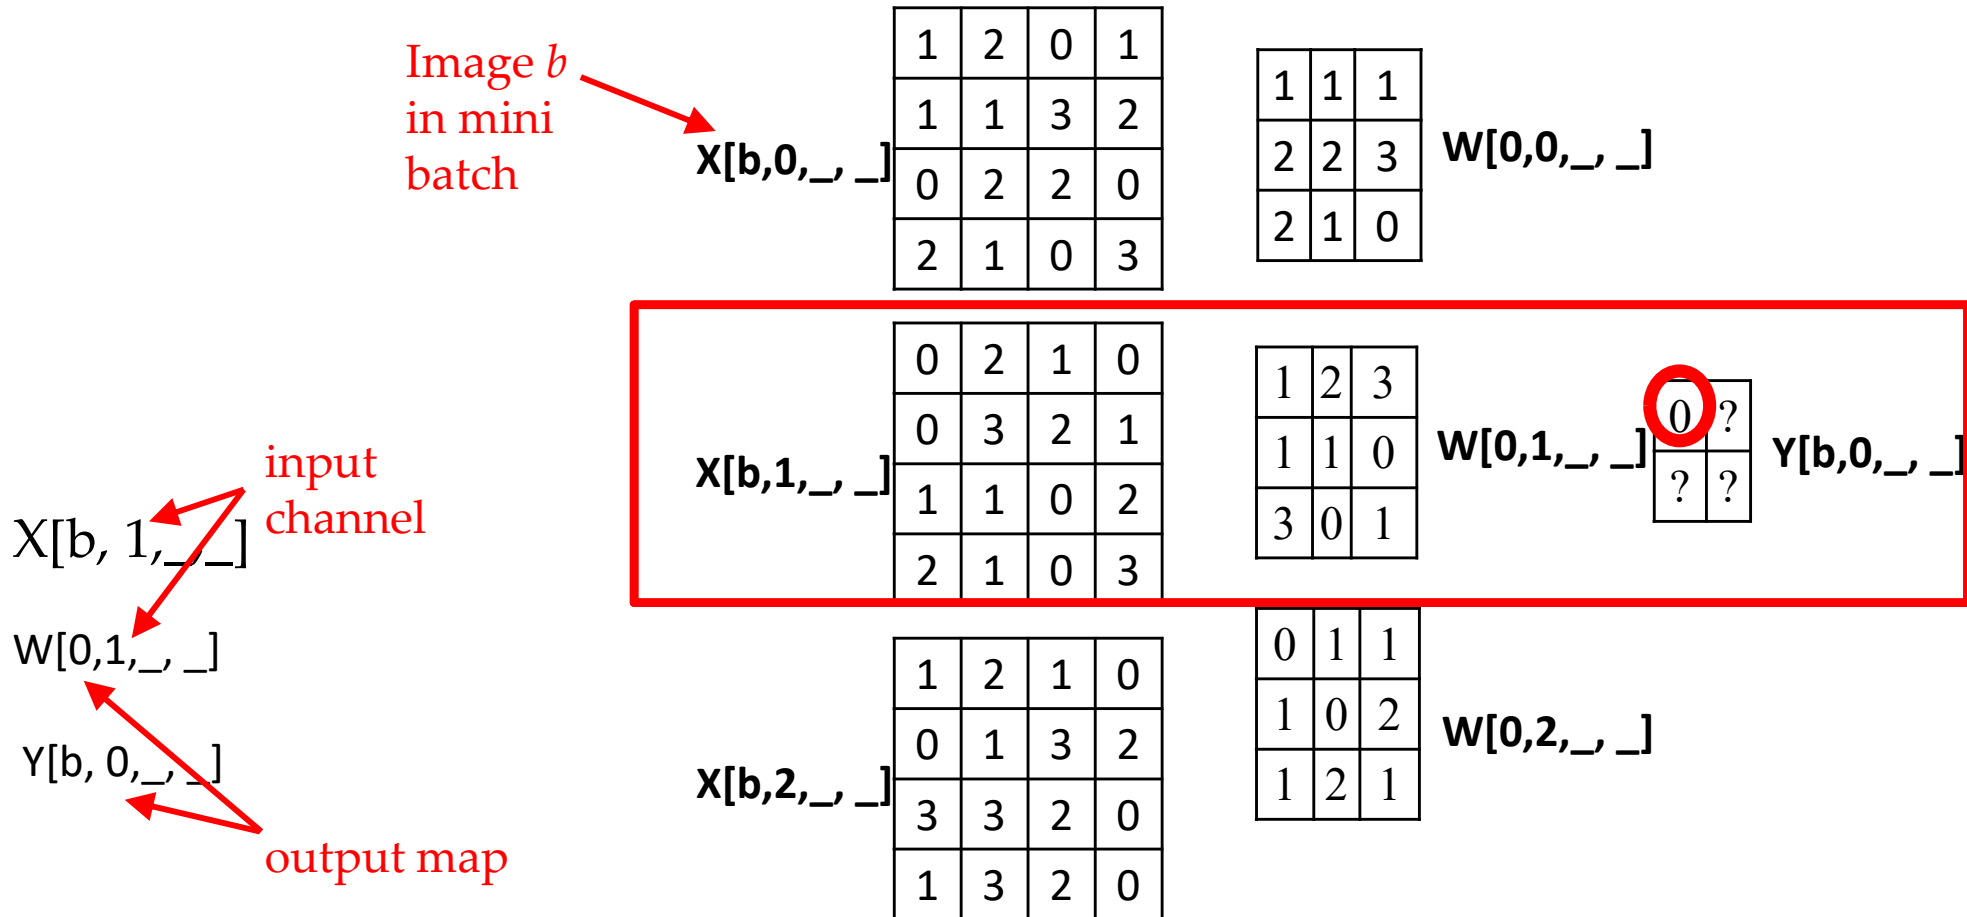 Image b
in mini
batch
X[b,0,_, _]
1 2 0 1
1 1 3 2
0 2 2 0
2 1 0 3
1 1 1
2 2 3
2 1 0
W[0,0,_, _]
input
channel
X[b, 1,_,_]
W[0,1,_, _]
Y[b, 0,_, _]
output map
X[b,1,_, _]
0 2 1 0
0 3 2 1
1 1 0 2
2 1 0 3
1 2 3
1 1 0
3 0 1
W[0,1,_, _]
0 ?
? ?
Y[b,0,_, _]
X[b,2,_, _]
1 2 1 0
0 1 3 2
3 3 2 0
1 3 2 0
0 1 1
1 0 2
1 2 1
W[0,2,_, _]